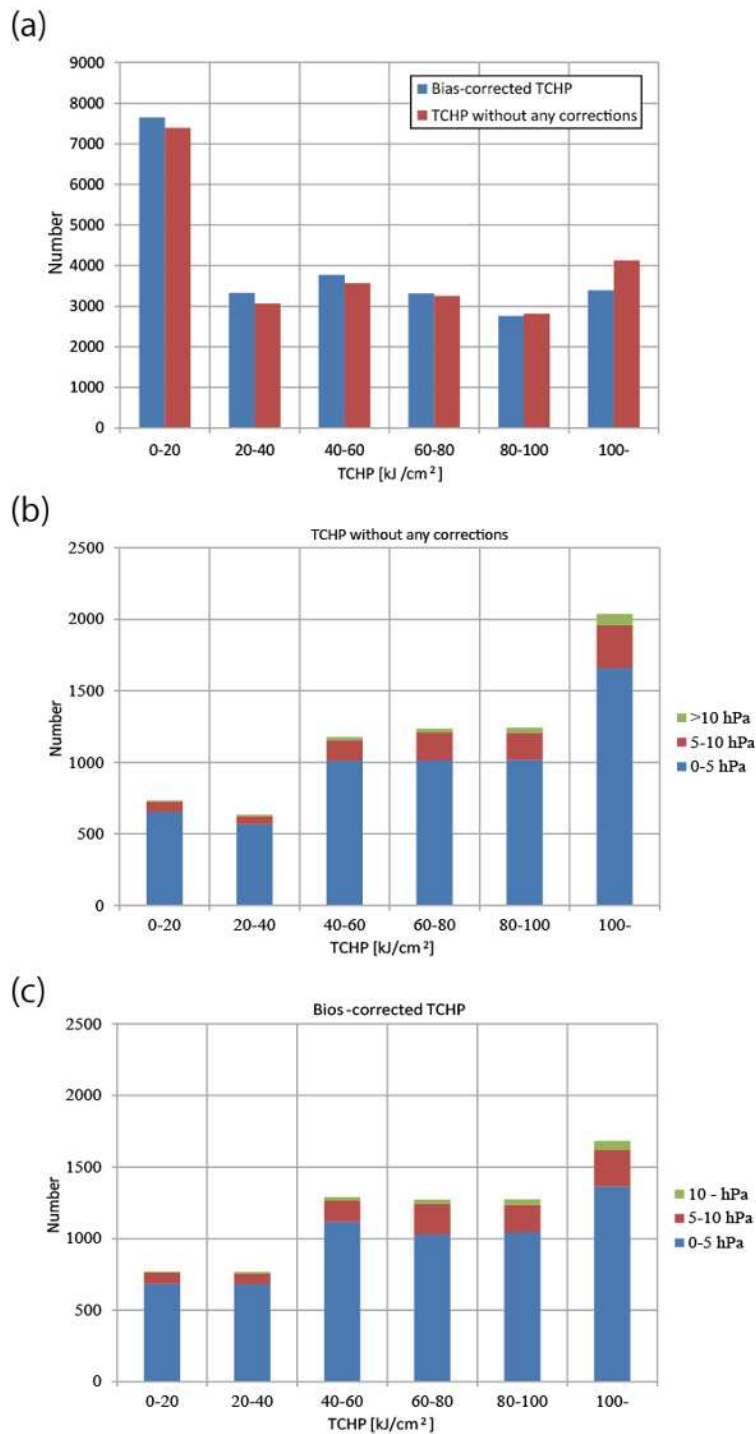 (a)
9000
8000
7000
6000
5000
4000
3000
2000
1000
0
Number
Bias-corrected TCHP
TCHP without any corrections
0-20 20-40 40-60 60-80 80-100 100-
TCHP [kJ /cm²]
(b)
TCHP without any corrections
2500
2000
1500
1000
500
0
Number
>10 hPa
5-10 hPa
0-5 hPa
0-20 20-40 40-60 60-80 80-100 100-
TCHP [kJ/cm²]
(c)
Bios-corrected TCHP
2500
2000
1500
1000
500
0
Number
10 - hPa
5-10 hPa
0-5 hPa
0-20 20-40 40-60 60-80 80-100 100-
TCHP [kJ/cm²]